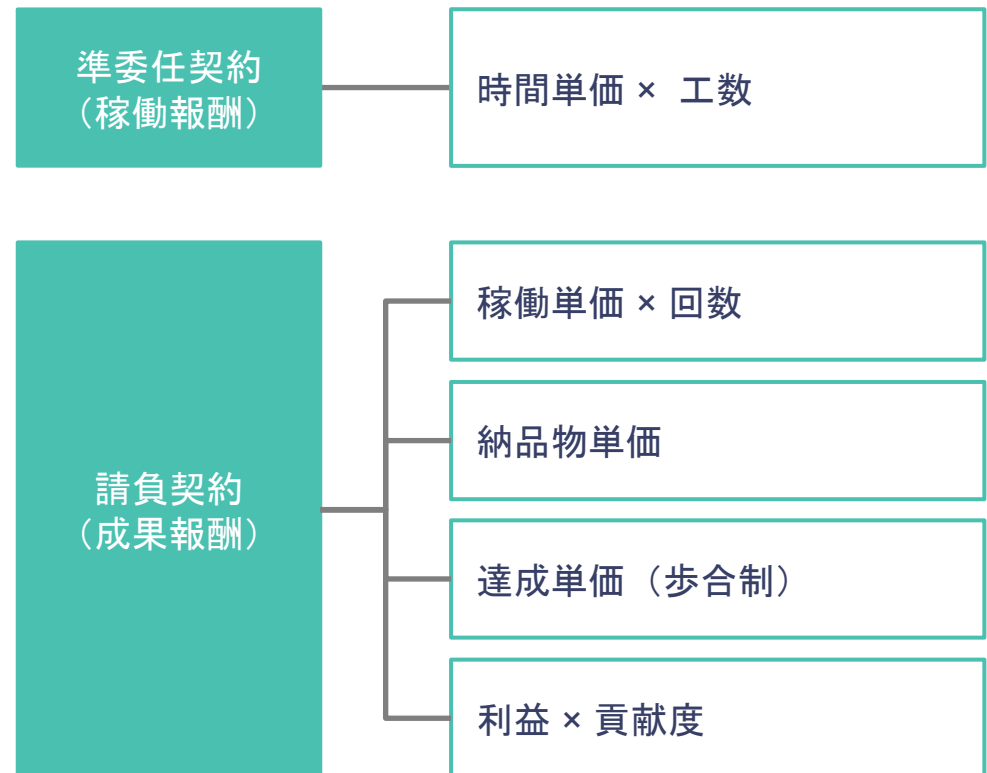 準委任契約
（稼働報酬）
時間単価 × 工数
請負契約
（成果報酬）
稼働単価 × 回数
納品物単価
達成単価（歩合制）
利益 × 貢献度